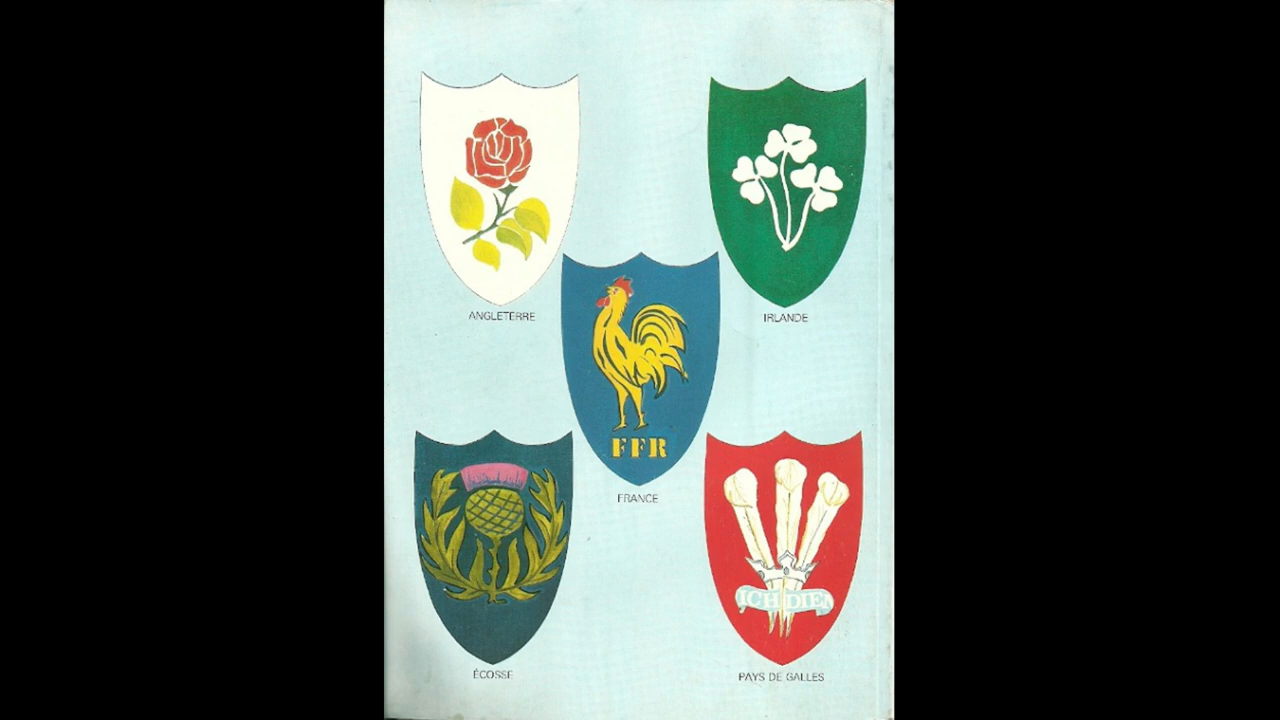 ANGLETERRE
IRLANDE
FFR
FRANCE
ICH DIEN
ÉCOSSE
PAYS DE GALLES